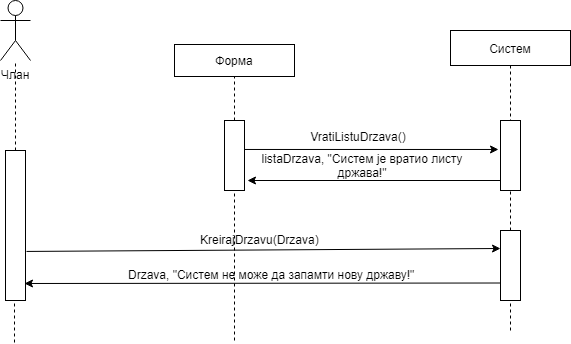 Члан
Форма
Систем
VratiListuDrzava()
listaDrzava, "Систем је вратио листу
држава!"
KreirajDrzavu(Drzava)
Drzava, "Систем не може да запамти нову државу!"